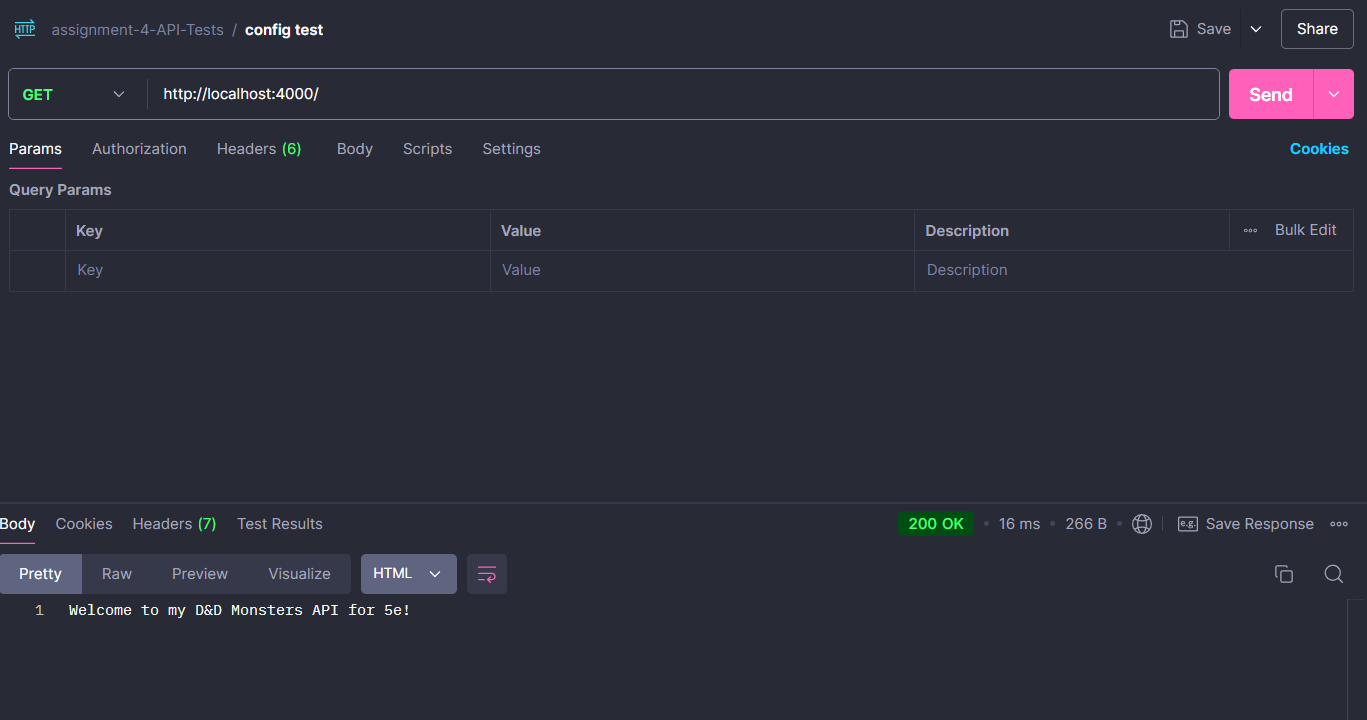 HTTP assignment-4-API-Tests / config test Save Share
GET http://localhost:4000/ Send
Params Authorization Headers (6) Body Scripts Settings Cookies
Query Params
Key Value Description ooo Bulk Edit
Key Value Description
Body Cookies Headers (7) Test Results 200 OK • 16 ms • 266 B • e.g. Save Response ooo
Pretty Raw Preview Visualize HTML
1 Welcome to my D&D Monsters API for 5e!